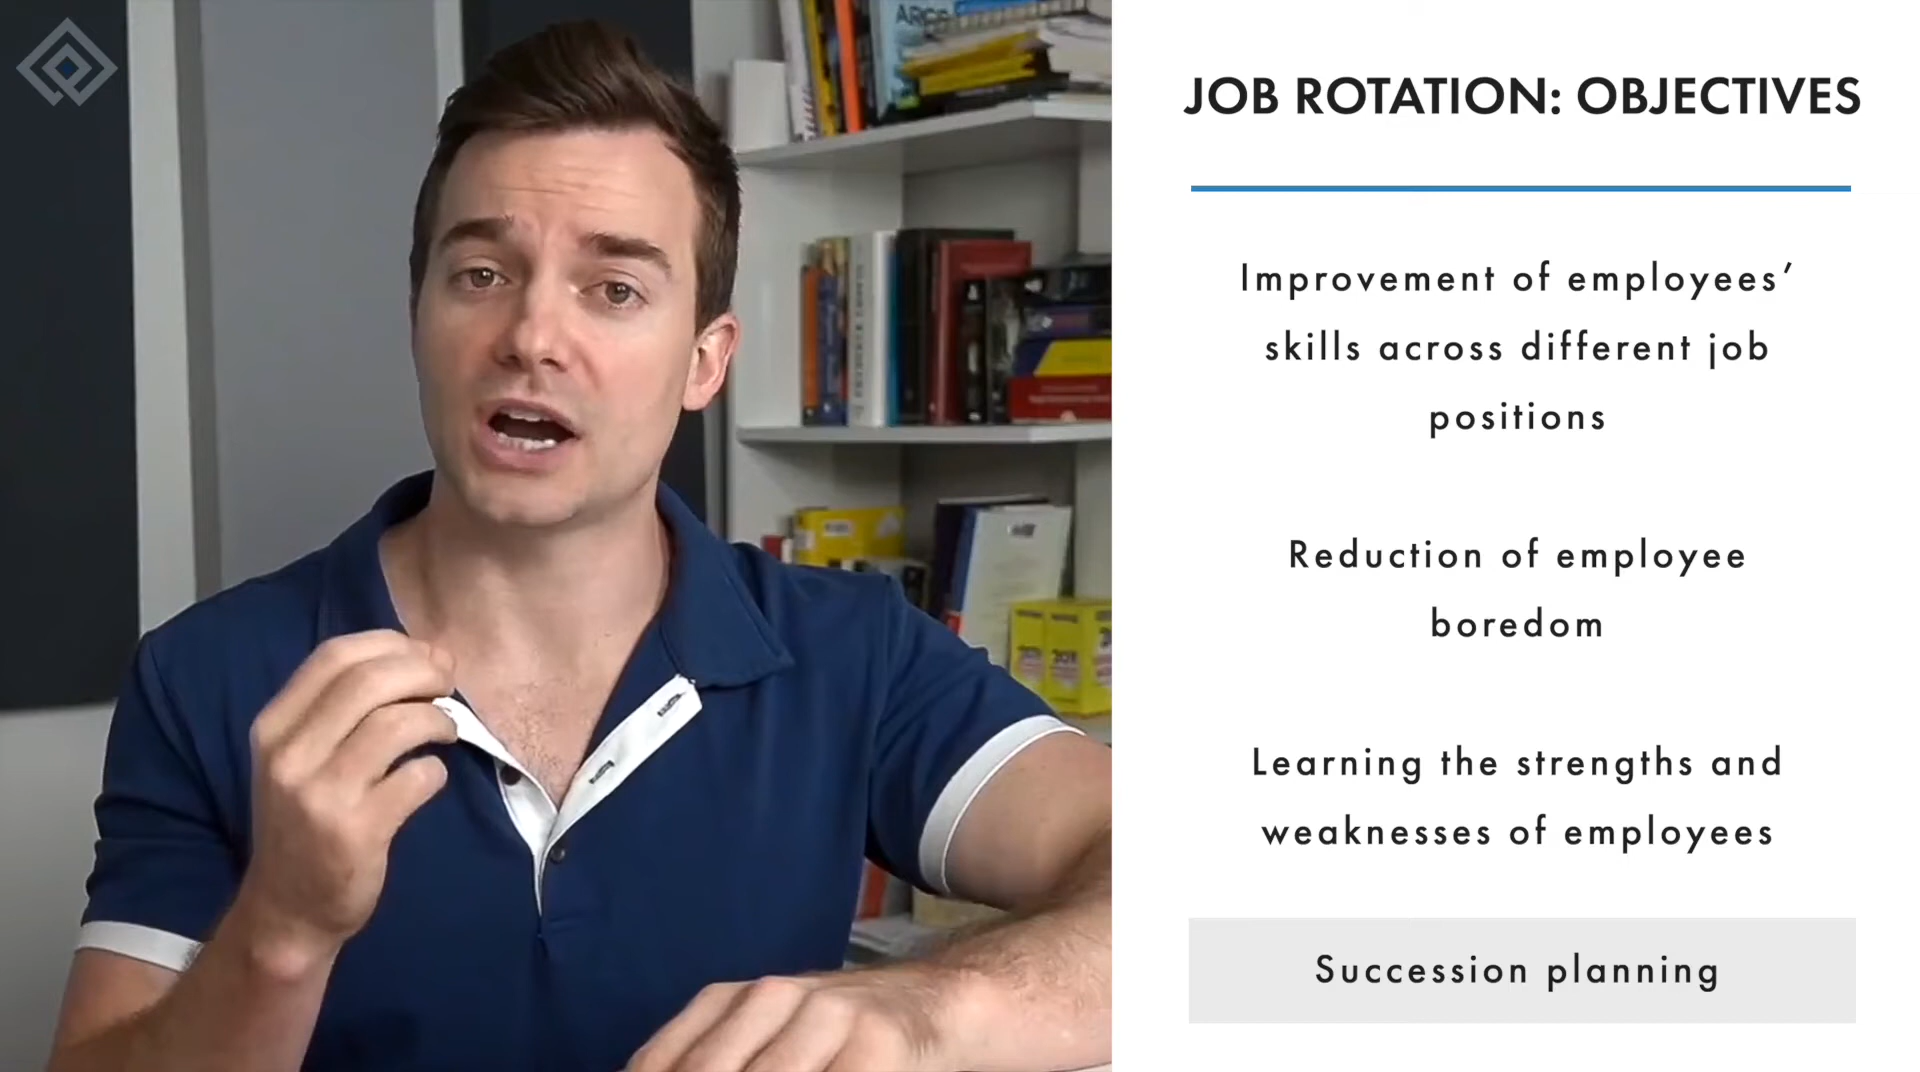 JOB ROTATION: OBJECTIVES
Improvement of employees’
skills across different job
positions
Reduction of employee
boredom
Learning the strengths and
weaknesses of employees
Succession planning